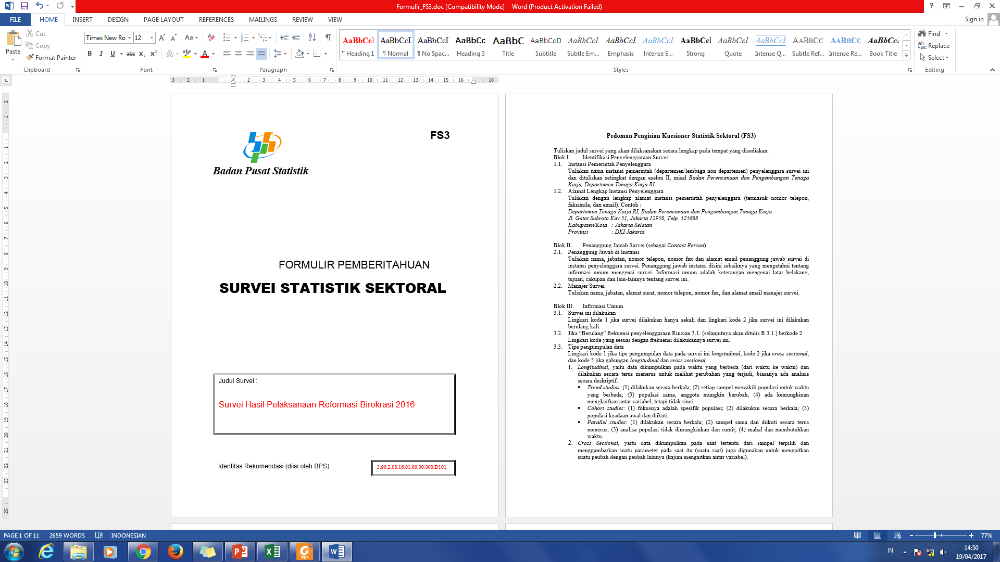 Formulir_FS3.doc [Compatibility Mode] - Word (Product Activation Failed)
FILE HOME INSERT DESIGN PAGE LAYOUT REFERENCES MAILINGS REVIEW VIEW Sign in
Paste
Cut
Copy
Format Painter
Times New Ro 12
AaBbCcI AaBbCcI AaBbCcI AaBbCc AaBbC AaBbCcD AaBbCcL AaBbCcL AaBbCcL AaBbCcI AaBbCcL AaBbCcL AABBCC AABBCC AaBbCcI
¶ Heading 1 ¶ Normal ¶ No Spac... Heading 3 Title Subtitle Subtle Em... Emphasis Intense E... Strong Quote Intense Q... Subtle Ref... Intense Re... Book Title
Find
Replace
Select
Clipboard Font Paragraph Styles Editing
3 2 1 1 2 3 4 5 6 7 8 9 10 11 12 13 14 15 16 18
FS3
Badan Pusat Statistik
FORMULIR PEMBERITAHUAN
SURVEI STATISTIK SEKTORAL
Judul Survei :
Survei Hasil Pelaksanaan Reformasi Birokrasi 2016
Identitas Rekomendasi (diisi oleh BPS)
3.90.2.08.16.01.00.00.000.D101
Pedoman Pengisian Kuesioner Statistik Sektoral (FS3)
Tuliskan judul survei yang akan dilaksanakan secara lengkap pada tempat yang disediakan.
Blok I. Identifikasi Penyelenggaraan Survei
1.1. Instansi Pemerintah Penyelenggara
Tuliskan nama instansi pemerintah (departemen/lembaga non departemen) penyelenggara survei ini
dan dituliskan setingkat dengan eselon II, misal Badan Perencanaan dan Pengembangan Tenaga
Kerja, Departemen Tenaga Kerja RI.
1.2. Alamat Lengkap Instansi Penyelenggara
Tuliskan dengan lengkap alamat instansi pemerintah penyelenggara (termasuk nomor telepon,
faksimile, dan email). Contoh :
Departemen Tenaga Kerja RI, Badan Perencanaan dan Pengembangan Tenaga Kerja
Jl. Gatot Subroto Kav 51, Jakarta 12950, Telp. 525688
Kabupaten/Kota : Jakarta Selatan
Provinsi : DKI Jakarta
Blok II. Penanggung Jawab Survei (sebagai Contact Person)
2.1. Penanggung Jawab di Instansi
Tuliskan nama, jabatan, nomor telepon, nomor fax dan alamat email penanggung jawab survei di
instansi penyelenggara survei. Penanggung jawab instansi disini sebaiknya yang mengetahui tentang
informasi umum mengenai survei. Informasi umum adalah keterangan mengenai latar belakang,
tujuan, cakupan dan lain-lainnya tentang survei ini.
2.2. Manajer Survei
Tuliskan nama, jabatan, alamat surat, nomor telepon, nomor fax, dan alamat email manajer survei.
Blok III. Informasi Umum
3.1. Survei ini dilakukan
Lingkari kode 1 jika survei dilakukan hanya sekali dan lingkari kode 2 jika survei ini dilakukan
berulang kali.
3.2. Jika “Berulang” frekuensi penyelenggaraan Rincian 3.1. (selanjutnya akan ditulis R.3.1.) berkode 2
Lingkari kode yang sesuai dengan frekuensi dilakukannya survei ini.
3.3. Tipe pengumpulan data
Lingkari kode 1 jika tipe pengumpulan data pada survei ini longitudinal, kode 2 jika cross sectional,
dan kode 3 jika gabungan longitudinal dan cross sectional.
1. Longitudinal, yaitu data dikumpulkan pada waktu yang berbeda (dari waktu ke waktu) dan
dilakukan secara terus menerus untuk melihat perubahan yang terjadi, biasanya ada analisis
secara deskriptif.
• Trend studies: (1) dilakukan secara berkala; (2) setiap sampel mewakili populasi untuk waktu
yang berbeda; (3) populasi sama, anggota mungkin berubah; (4) ada kemungkinan
mengkaitkan antar variabel, tetapi tidak rinci.
• Cohort studies: (1) fokusnya adalah spesifik populasi; (2) dilakukan secara berkala; (3)
populasi keadaan awal dan diikuti.
• Parallel studies: (1) dilakukan secara berkala; (2) sampel sama dan diikuti secara terus
menerus; (3) analisa populasi tidak dimungkinkan dan rumit; (4) mahal dan membutuhkan
waktu.
2. Cross Sectional, yaitu data dikumpulkan pada saat tertentu dari sampel terpilih dan
menggambarkan suatu parameter pada saat itu (suatu saat) juga digunakan untuk mengaitkan
suatu peubah dengan peubah lainnya (kajian mengaitkan antar variabel).
PAGE 1 OF 11 2659 WORDS INDONESIAN 77%
IN 14:50
19/04/2017